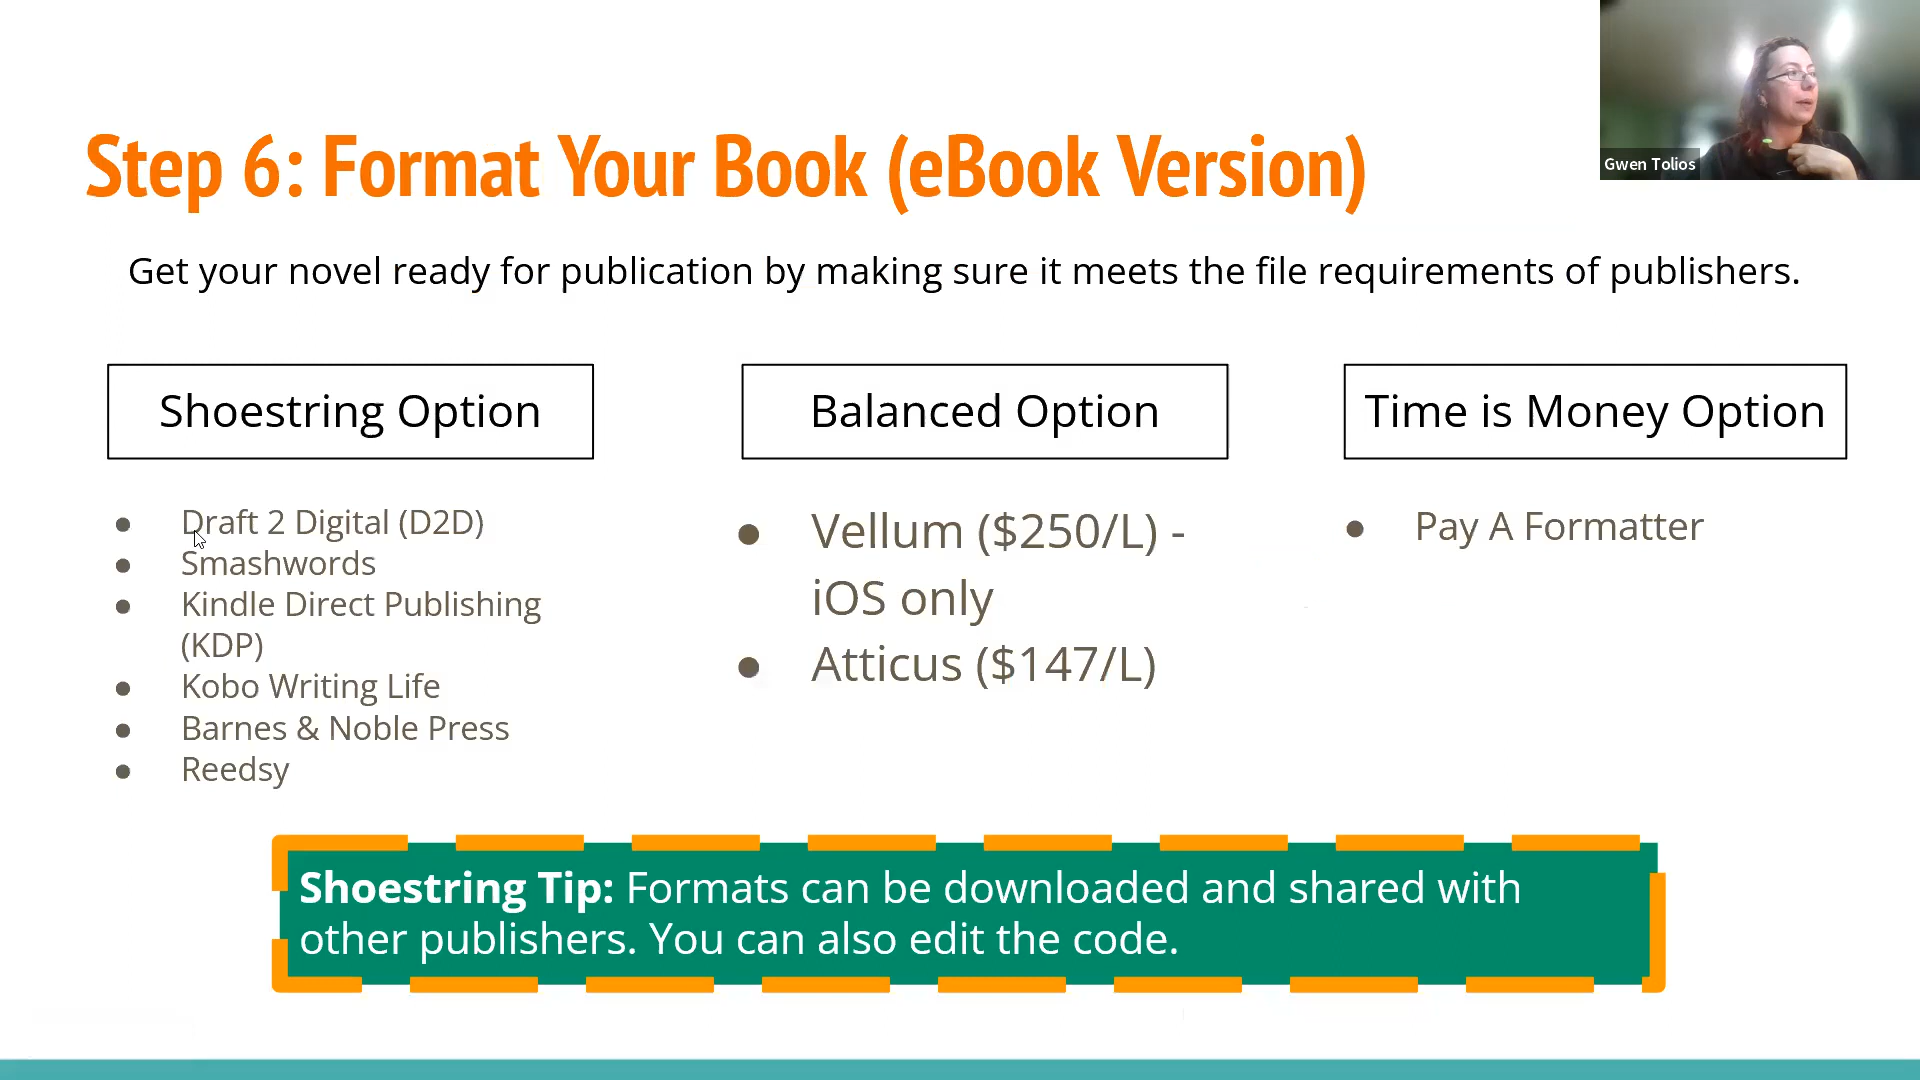 Gwen Tolios
Step 6: Format Your Book (eBook Version)
Get your novel ready for publication by making sure it meets the file requirements of publishers.
Shoestring Option
● Draft 2 Digital (D2D)
● Smashwords
● Kindle Direct Publishing
(KDP)
● Kobo Writing Life
● Barnes & Noble Press
● Reedsy
Balanced Option
● Vellum ($250/L) -
iOS only
● Atticus ($147/L)
Time is Money Option
● Pay A Formatter
Shoestring Tip: Formats can be downloaded and shared with
other publishers. You can also edit the code.